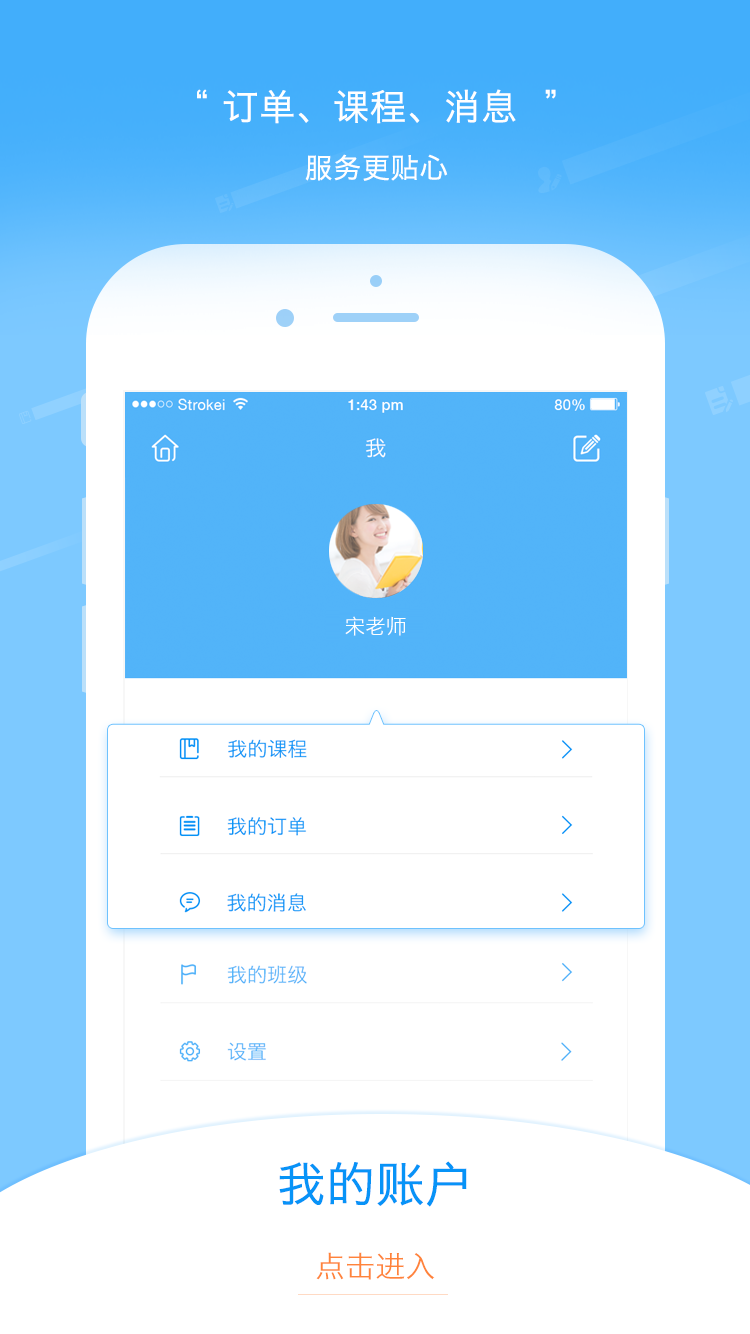 “ 订单、课程、消息 ”
服务更贴心
Strokei 1:43 pm 80%
我
宋老师
我的课程
我的订单
我的消息
我的班级
设置
我的账户
点击进入